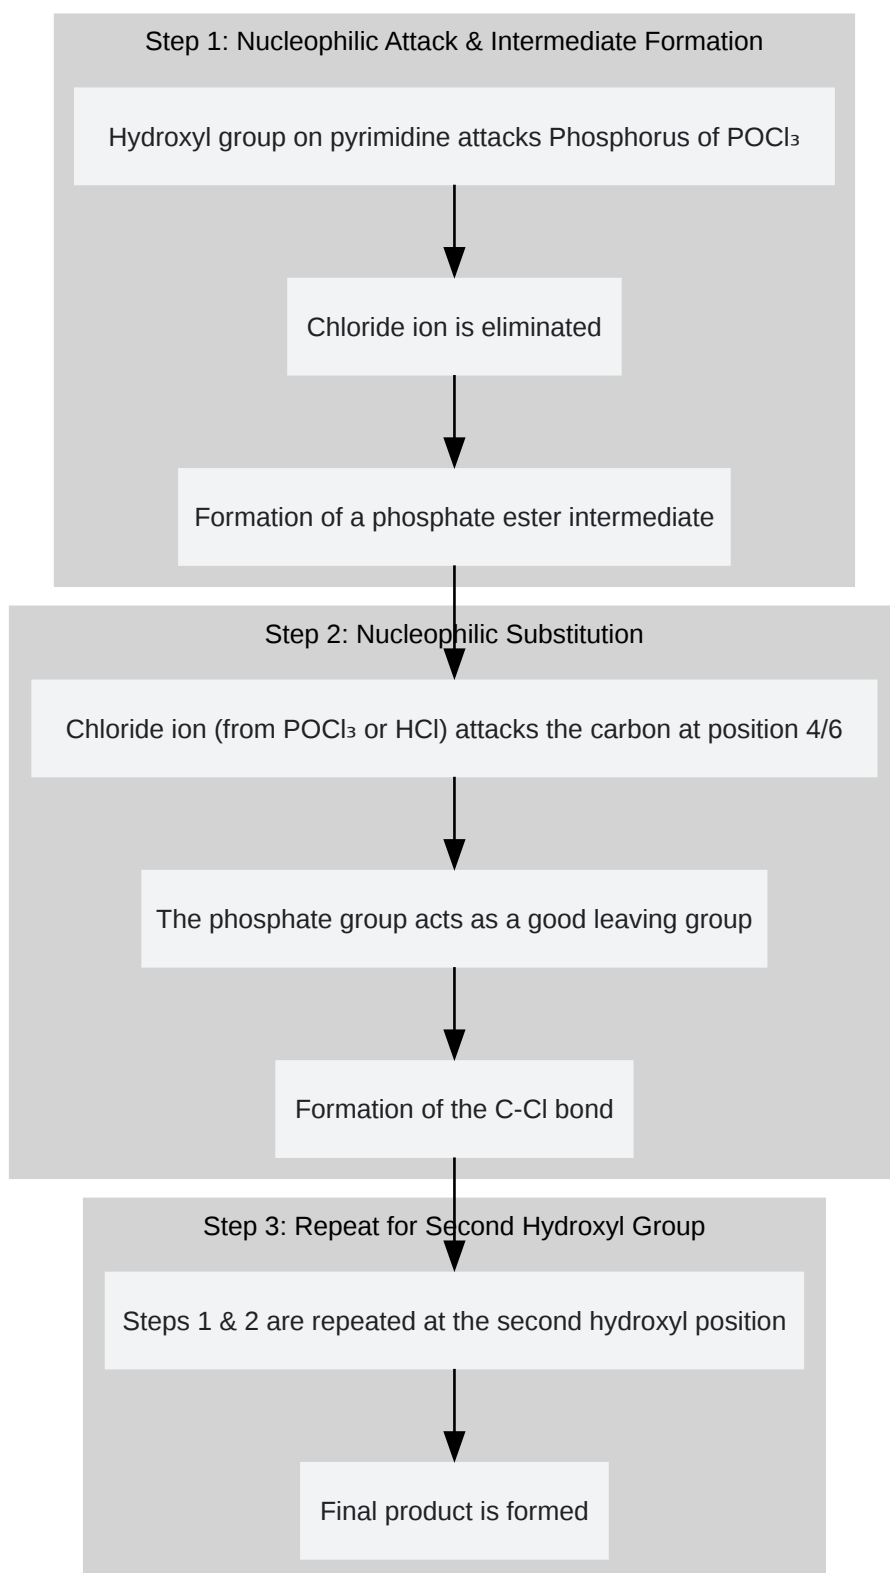 Step 1: Nucleophilic Attack & Intermediate Formation
Hydroxyl group on pyrimidine attacks Phosphorus of POCl₃
Chloride ion is eliminated
Formation of a phosphate ester intermediate
Step 2: Nucleophilic Substitution
Chloride ion (from POCl₃ or HCl) attacks the carbon at position 4/6
The phosphate group acts as a good leaving group
Formation of the C-Cl bond
Step 3: Repeat for Second Hydroxyl Group
Steps 1 & 2 are repeated at the second hydroxyl position
Final product is formed